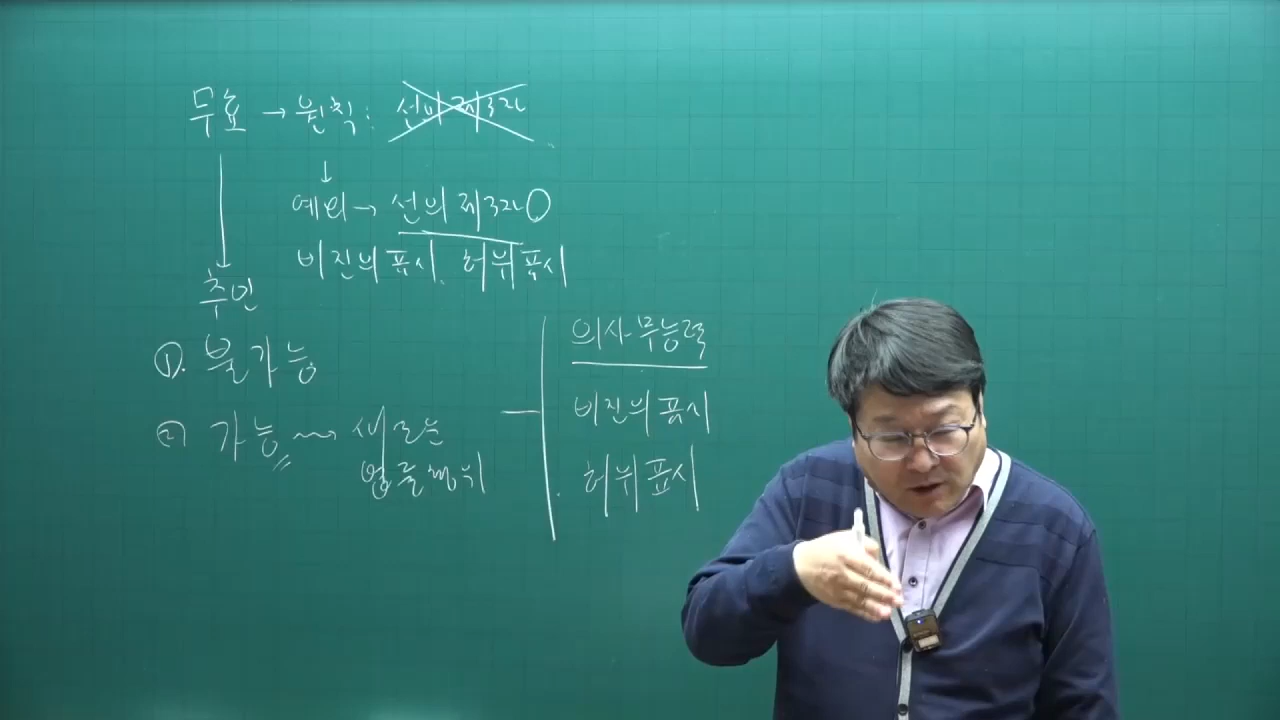 무효 → 원칙: 선의 제3자
↓
예외 → 선의 제3자 O
비진의표시. 허위표시
추인
①. 불가능
② 가능 → 새로운
법률행위
의사무능력
비진의표시
허위표시